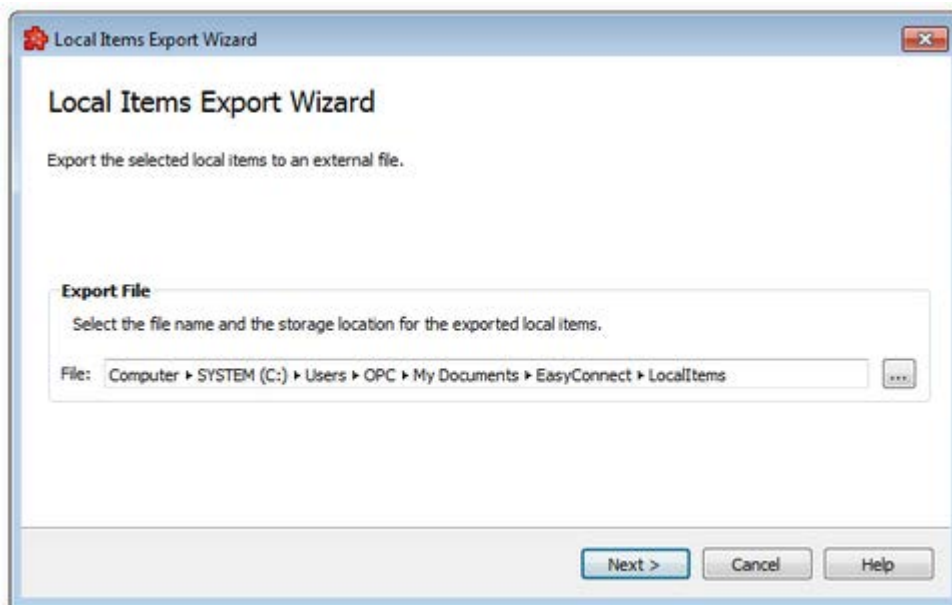 Local Items Export Wizard
Local Items Export Wizard
Export the selected local items to an external file.
Export File
Select the file name and the storage location for the exported local items.
File: Computer ▸ SYSTEM (C:) ▸ Users ▸ OPC ▸ My Documents ▸ EasyConnect ▸ LocalItems ...
Next > Cancel Help